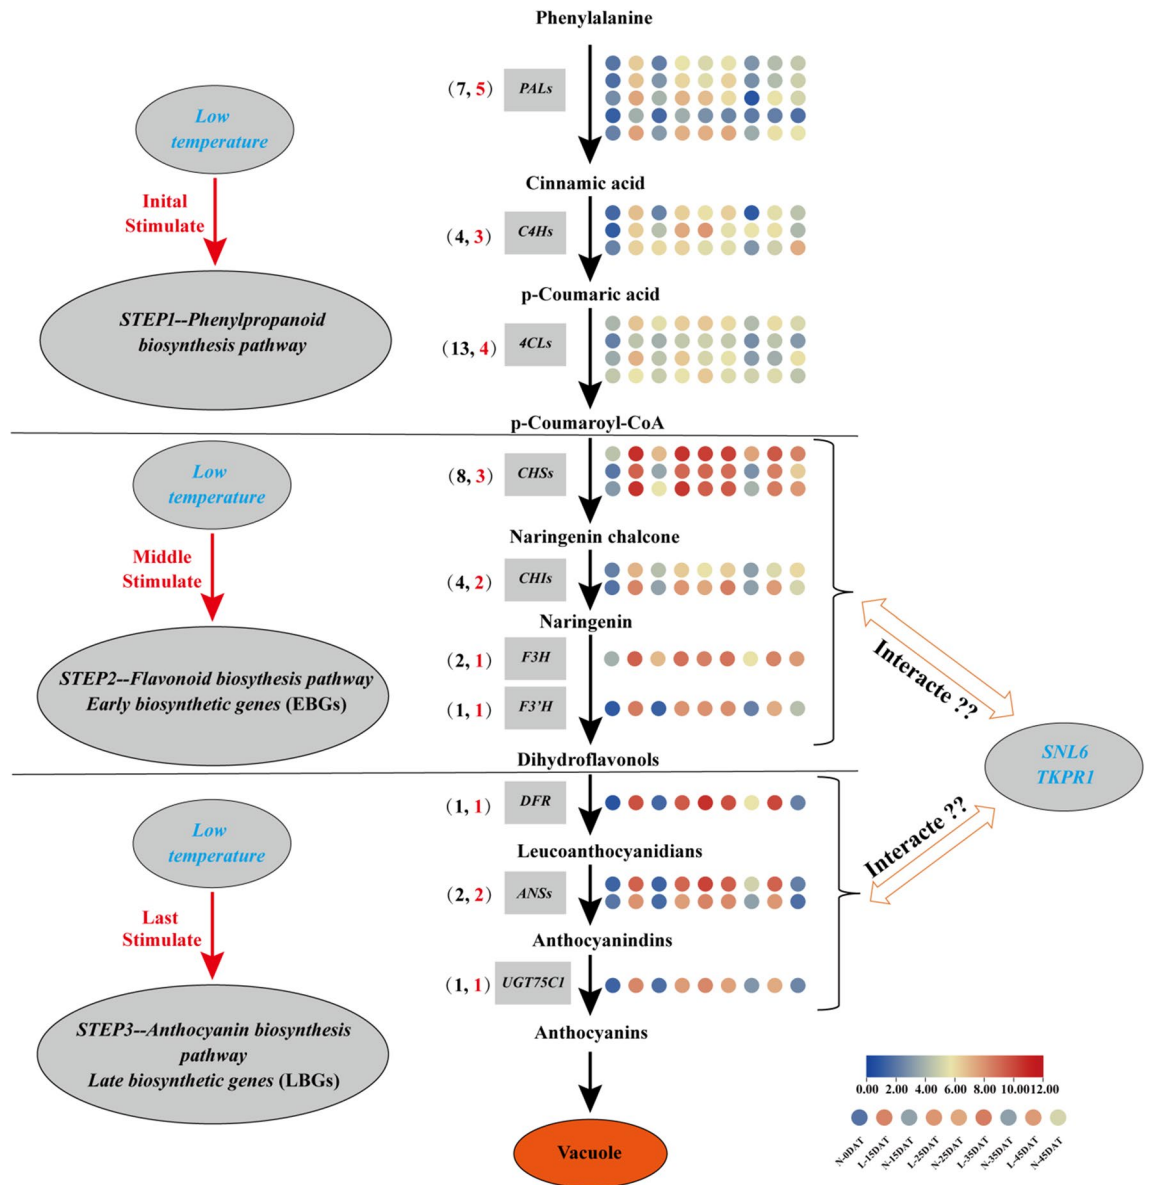 Phenylalanine
(7, 5)
PALs
Low
temperature
Inital
Stimulate
Cinnamic acid
(4, 3)
C4Hs
p-Coumaric acid
STEP1--Phenylpropanoid
biosynthesis pathway
(13, 4)
4CLs
p-Coumaroyl-CoA
Low
temperature
(8, 3)
CHSs
Middle
Stimulate
Naringenin chalcone
(4, 2)
CHIs
Naringenin
STEP2--Flavonoid biosythesis pathway
Early biosynthetic genes (EBGs)
(2, 1)
F3H
(1, 1)
F3’H
Interacte ??
Dihydroflavonols
SNL6
TKPR1
Low
temperature
(1, 1)
DFR
Interacte ??
Leucoanthocyanidians
(2, 2)
ANSs
Last
Stimulate
Anthocyanindins
(1, 1)
UGT75C1
STEP3--Anthocyanin biosynthesis
pathway
Late biosynthetic genes (LBGs)
Anthocyanins
0.00 2.00 4.00 6.00 8.00 10.00 12.00
N-0DAT L-15DAT N-15DAT L-25DAT N-25DAT L-35DAT N-35DAT L-45DAT N-45DAT
Vacuole